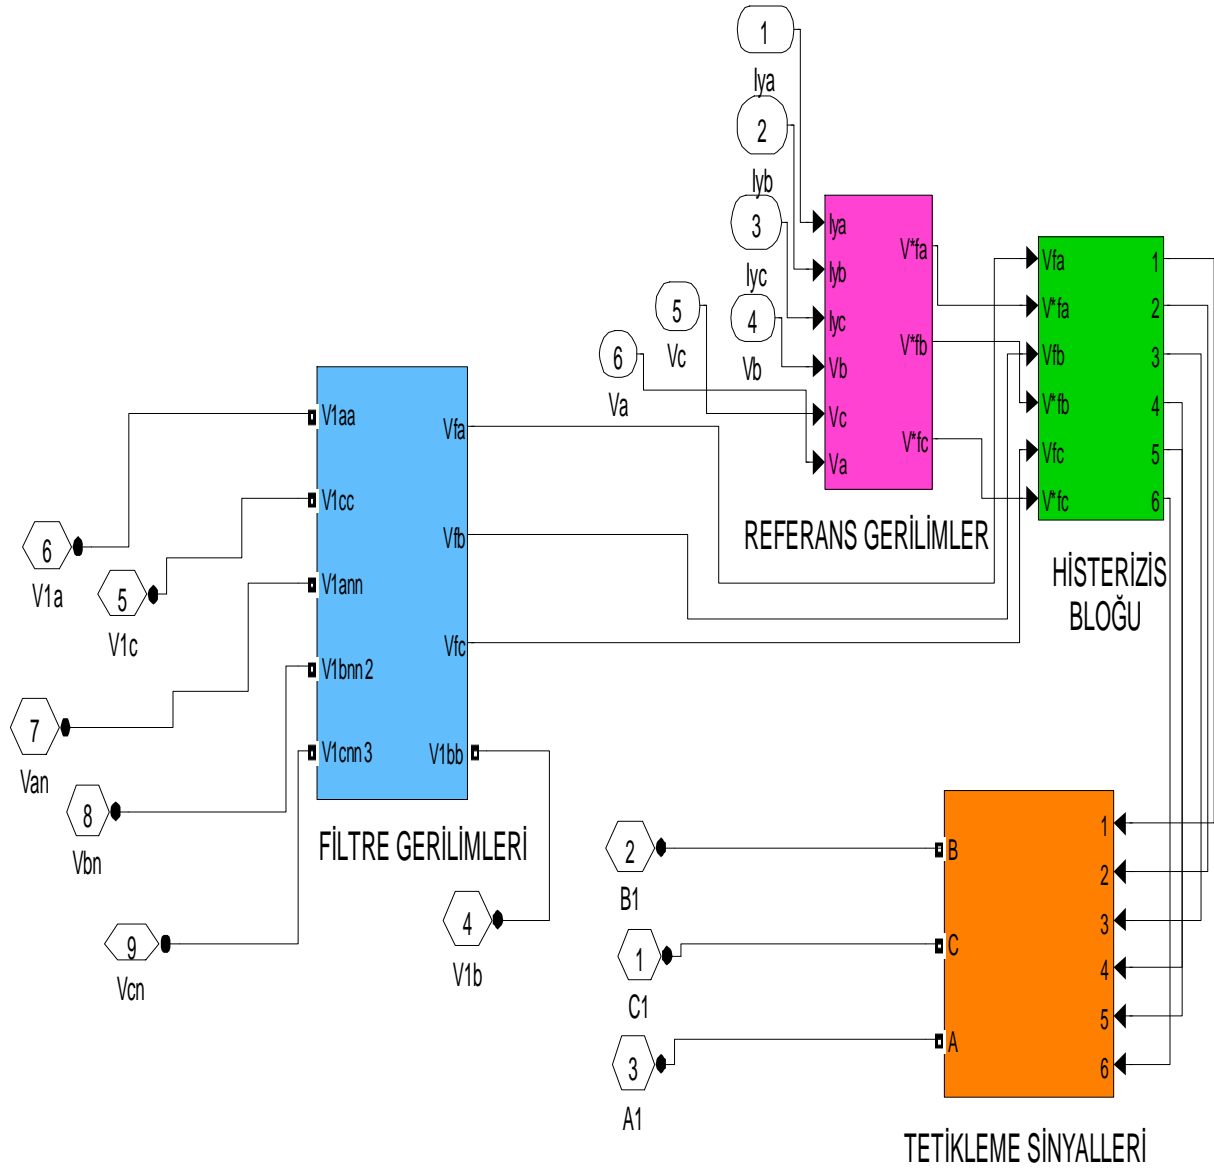 1
Iya
2
Iyb
3
Iyc
4
Vb
5
Vc
6
Va
Iya
Iyb
Iyc
Vb
Vc
Va
V*fa
V*fb
V*fc
REFERANS GERİLİMLER
Vfa
V*fa
Vfb
V*fb
Vfc
V*fc
1
2
3
4
5
6
HİSTERİZİS
BLOĞU
V1aa
V1cc
V1ann
V1bnn2
V1cnn3
Vfa
Vfb
Vfc
V1bb
FİLTRE GERİLİMLERİ
6
V1a
5
V1c
7
Van
8
Vbn
9
Vcn
4
V1b
2
B1
1
C1
3
A1
B
C
A
1
2
3
4
5
6
TETİKLEME SİNYALLERİ